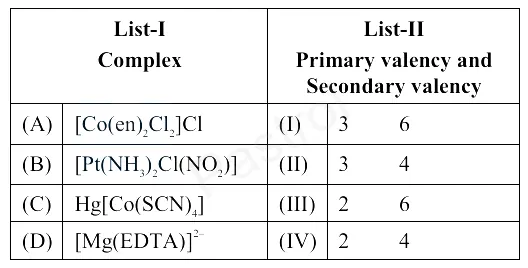 List-I
Complex
List-II
Primary valency and
Secondary valency
(A) [Co(en)₂Cl₂]Cl (I) 3 6
(B) [Pt(NH₃)₂Cl(NO₂)] (II) 3 4
(C) Hg[Co(SCN)₄] (III) 2 6
(D) [Mg(EDTA)]²⁻ (IV) 2 4